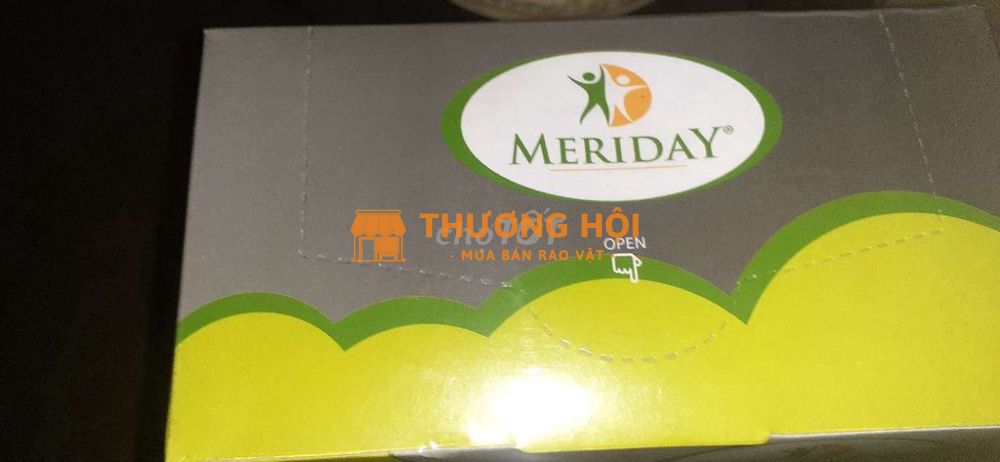 MERIDAY®
THƯƠNG HỘI
- MUA BÁN RAO VẶT -
OPEN